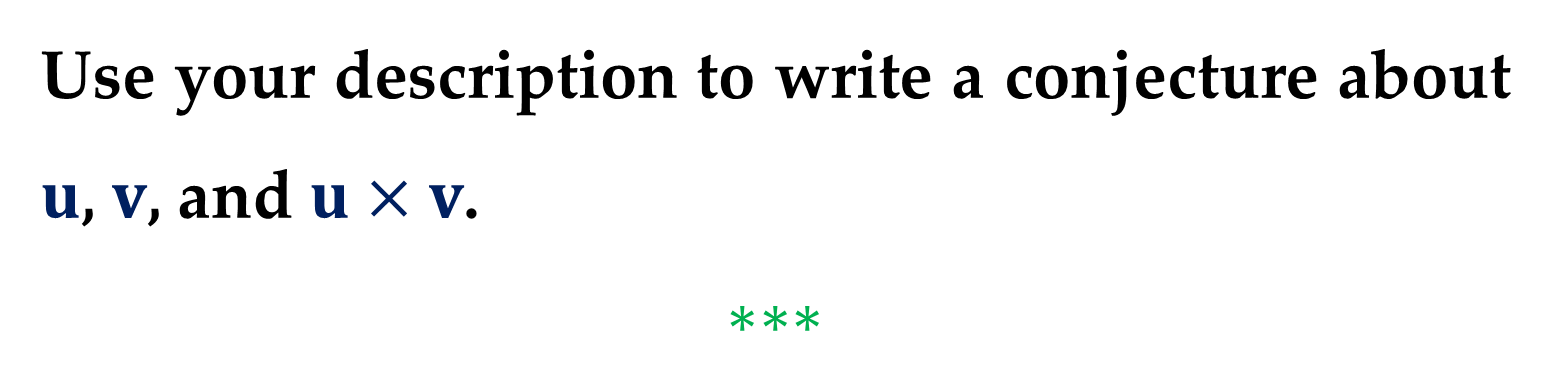 Use your description to write a conjecture about
u, v, and u × v.
***